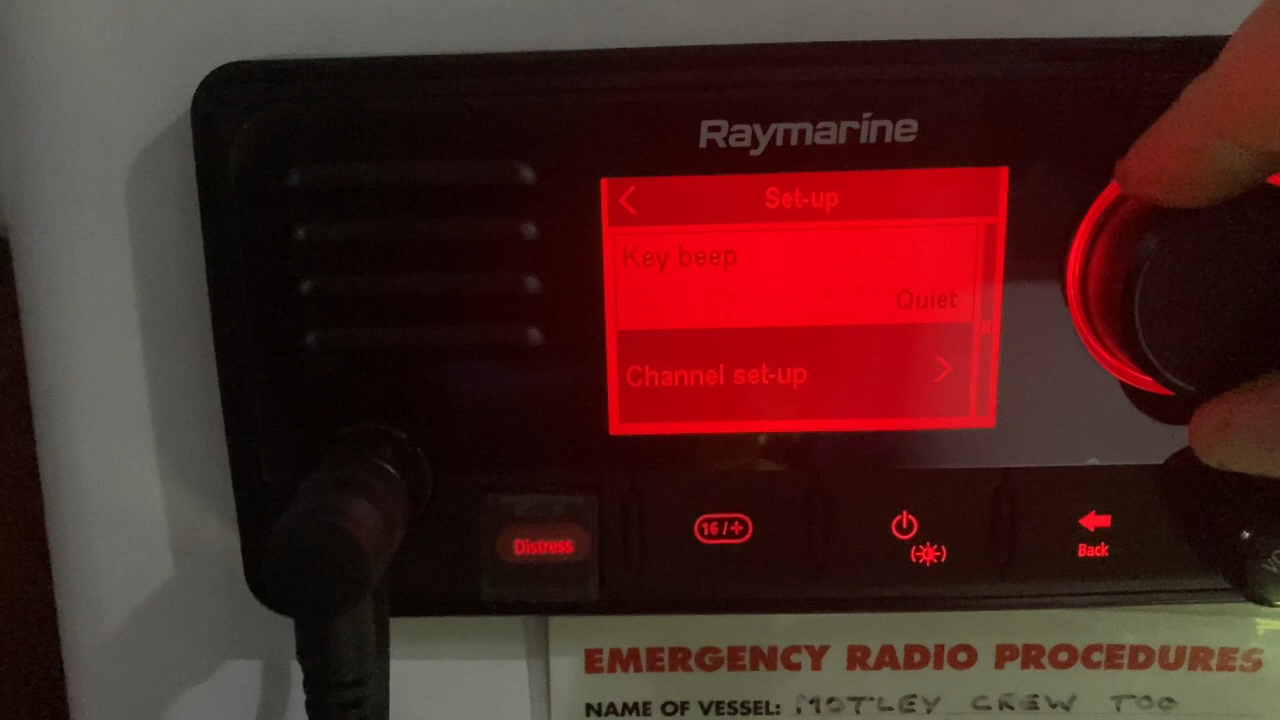 Raymarine
Set-up
Key beep
Quiet
Channel set-up
Distress
16/+
Back
EMERGENCY RADIO PROCEDURES
NAME OF VESSEL: MOTLEY CREW TOO